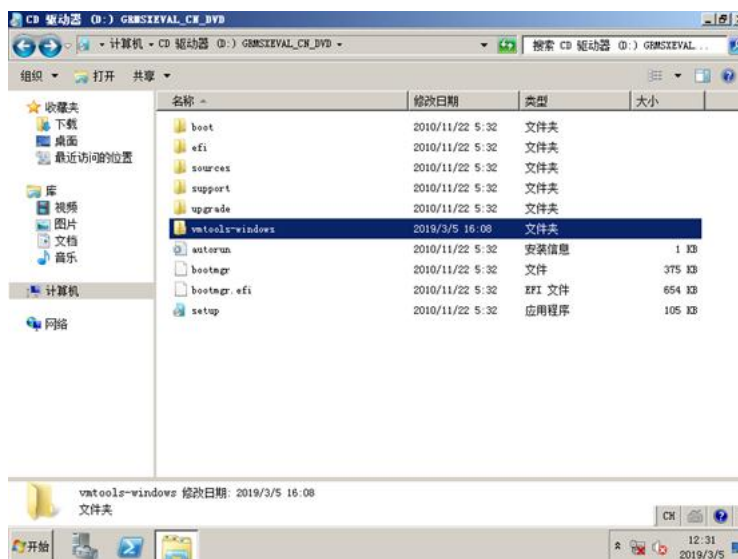 CD 驱动器 (D:) GRMSXEVAL_CN_DVD
计算机 CD 驱动器 (D:) GRMSXEVAL_CN_DVD
搜索 CD 驱动器 (D:) GRMSXEVAL...
组织 打开 共享
名称 修改日期 类型 大小
收藏夹
下载
桌面
最近访问的位置
库
视频
图片
文档
音乐
计算机
网络
boot 2010/11/22 5:32 文件夹
efi 2010/11/22 5:32 文件夹
sources 2010/11/22 5:32 文件夹
support 2010/11/22 5:32 文件夹
upgrade 2010/11/22 5:32 文件夹
vmtools-windows 2019/3/5 16:08 文件夹
autorun 2010/11/22 5:32 安装信息 1 KB
bootmgr 2010/11/22 5:32 文件 375 KB
bootmgr.efi 2010/11/22 5:32 EFI 文件 654 KB
setup 2010/11/22 5:32 应用程序 105 KB
vmtools-windows 修改日期: 2019/3/5 16:08
文件夹
CH
开始
12:31
2019/3/5